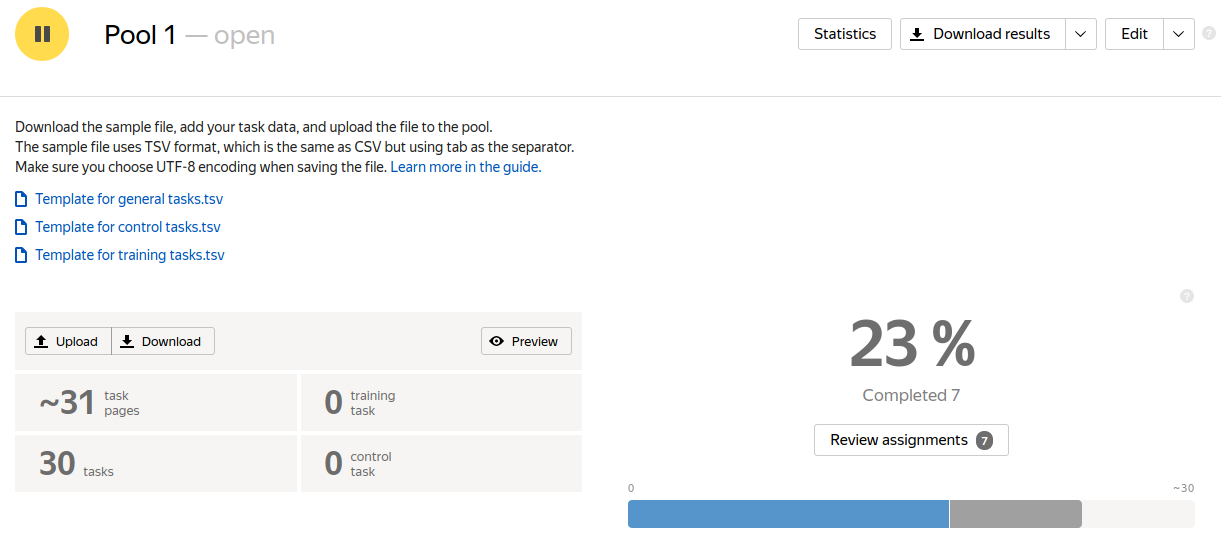 Pool 1 — open
Statistics
Download results
Edit
?
Download the sample file, add your task data, and upload the file to the pool.
The sample file uses TSV format, which is the same as CSV but using tab as the separator.
Make sure you choose UTF-8 encoding when saving the file. Learn more in the guide.
Template for general tasks.tsv
Template for control tasks.tsv
Template for training tasks.tsv
?
Upload
Download
Preview
~31 task pages
0 training task
30 tasks
0 control task
23 %
Completed 7
Review assignments 7
0
~30